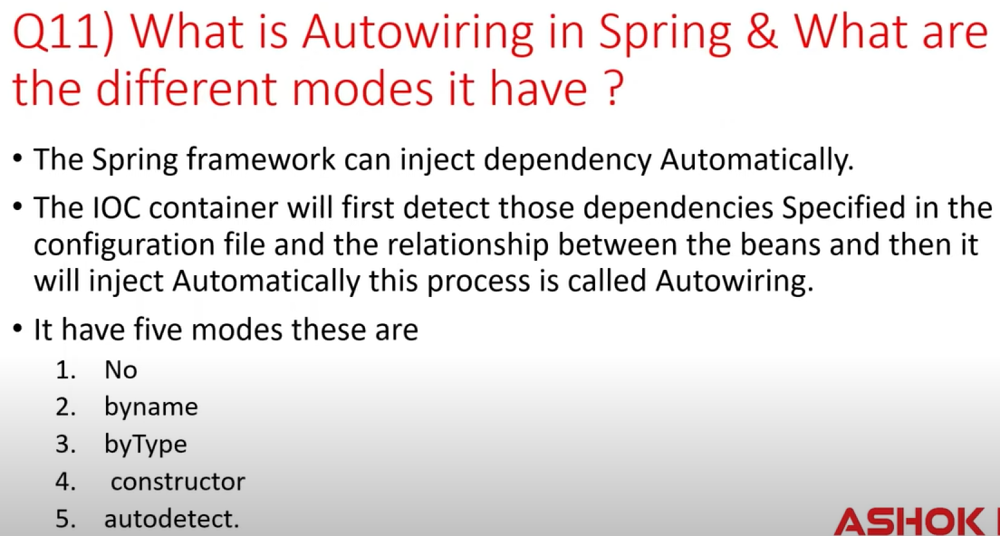 Q11) What is Autowiring in Spring & What are
the different modes it have ?
• The Spring framework can inject dependency Automatically.
• The IOC container will first detect those dependencies Specified in the
configuration file and the relationship between the beans and then it
will inject Automatically this process is called Autowiring.
• It have five modes these are
1. No
2. byname
3. byType
4. constructor
5. autodetect.
ASHOK